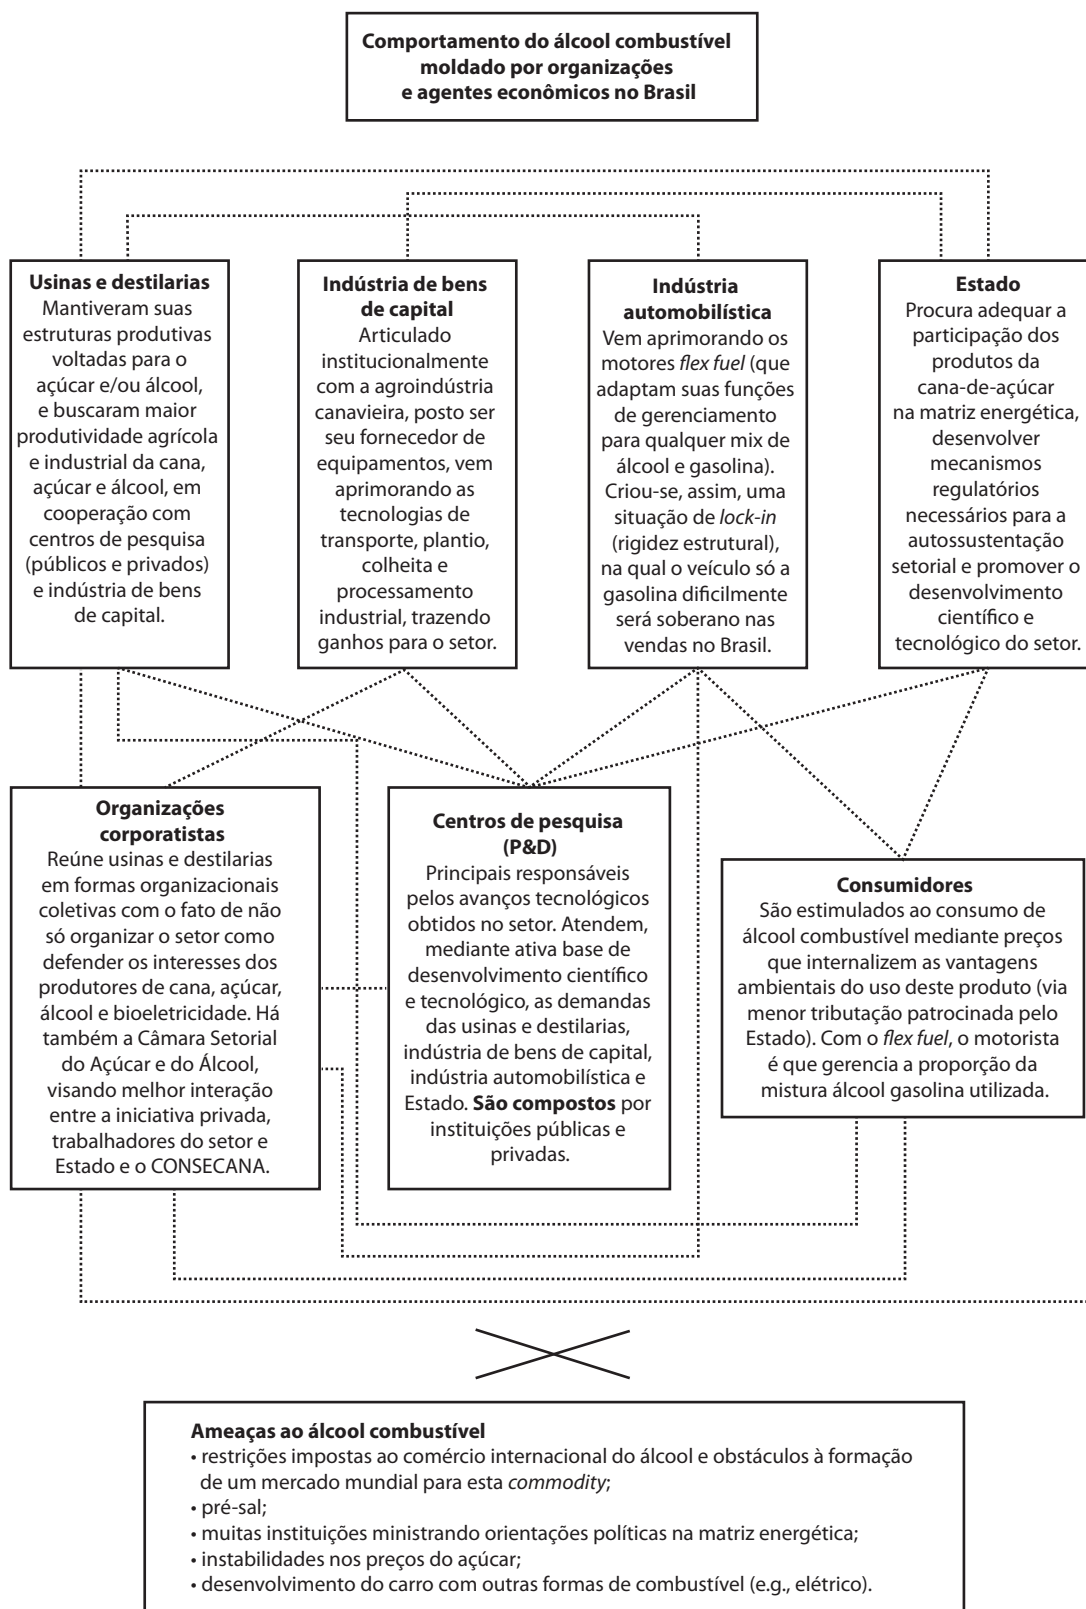 Comportamento do álcool combustível
moldado por organizações
e agentes econômicos no Brasil
Usinas e destilarias
Mantiveram suas
estruturas produtivas
voltadas para o
açúcar e/ou álcool,
e buscaram maior
produtividade agrícola
e industrial da cana,
açúcar e álcool, em
cooperação com
centros de pesquisa
(públicos e privados)
e indústria de bens
de capital.
Indústria de bens
de capital
Articulado
institucionalmente
com a agroindústria
canavieira, posto ser
seu fornecedor de
equipamentos, vem
aprimorando as
tecnologias de
transporte, plantio,
colheita e
processamento
industrial, trazendo
ganhos para o setor.
Indústria
automobilística
Vem aprimorando os
motores flex fuel (que
adaptam suas funções
de gerenciamento
para qualquer mix de
álcool e gasolina).
Criou-se, assim, uma
situação de lock-in
(rigidez estrutural),
na qual o veículo só a
gasolina dificilmente
será soberano nas
vendas no Brasil.
Estado
Procura adequar a
participação dos
produtos da
cana-de-açúcar
na matriz energética,
desenvolver
mecanismos
regulatórios
necessários para a
autossustentação
setorial e promover o
desenvolvimento
científico e
tecnológico do setor.
Organizações
corporatistas
Reúne usinas e destilarias
em formas organizacionais
coletivas com o fato de não
só organizar o setor como
defender os interesses dos
produtores de cana, açúcar,
álcool e bioeletricidade. Há
também a Câmara Setorial
do Açúcar e do Álcool,
visando melhor interação
entre a iniciativa privada,
trabalhadores do setor e
Estado e o CONSECANA.
Centros de pesquisa
(P&D)
Principais responsáveis
pelos avanços tecnológicos
obtidos no setor. Atendem,
mediante ativa base de
desenvolvimento científico
e tecnológico, as demandas
das usinas e destilarias,
indústria de bens de capital,
indústria automobilística e
Estado. São compostos por
instituições públicas e
privadas.
Consumidores
São estimulados ao consumo de
álcool combustível mediante preços
que internalizem as vantagens
ambientais do uso deste produto (via
menor tributação patrocinada pelo
Estado). Com o flex fuel, o motorista
é que gerencia a proporção da
mistura álcool gasolina utilizada.
Ameaças ao álcool combustível
• restrições impostas ao comércio internacional do álcool e obstáculos à formação
de um mercado mundial para esta commodity;
• pré-sal;
• muitas instituições ministrando orientações políticas na matriz energética;
• instabilidades nos preços do açúcar;
• desenvolvimento do carro com outras formas de combustível (e.g., elétrico).